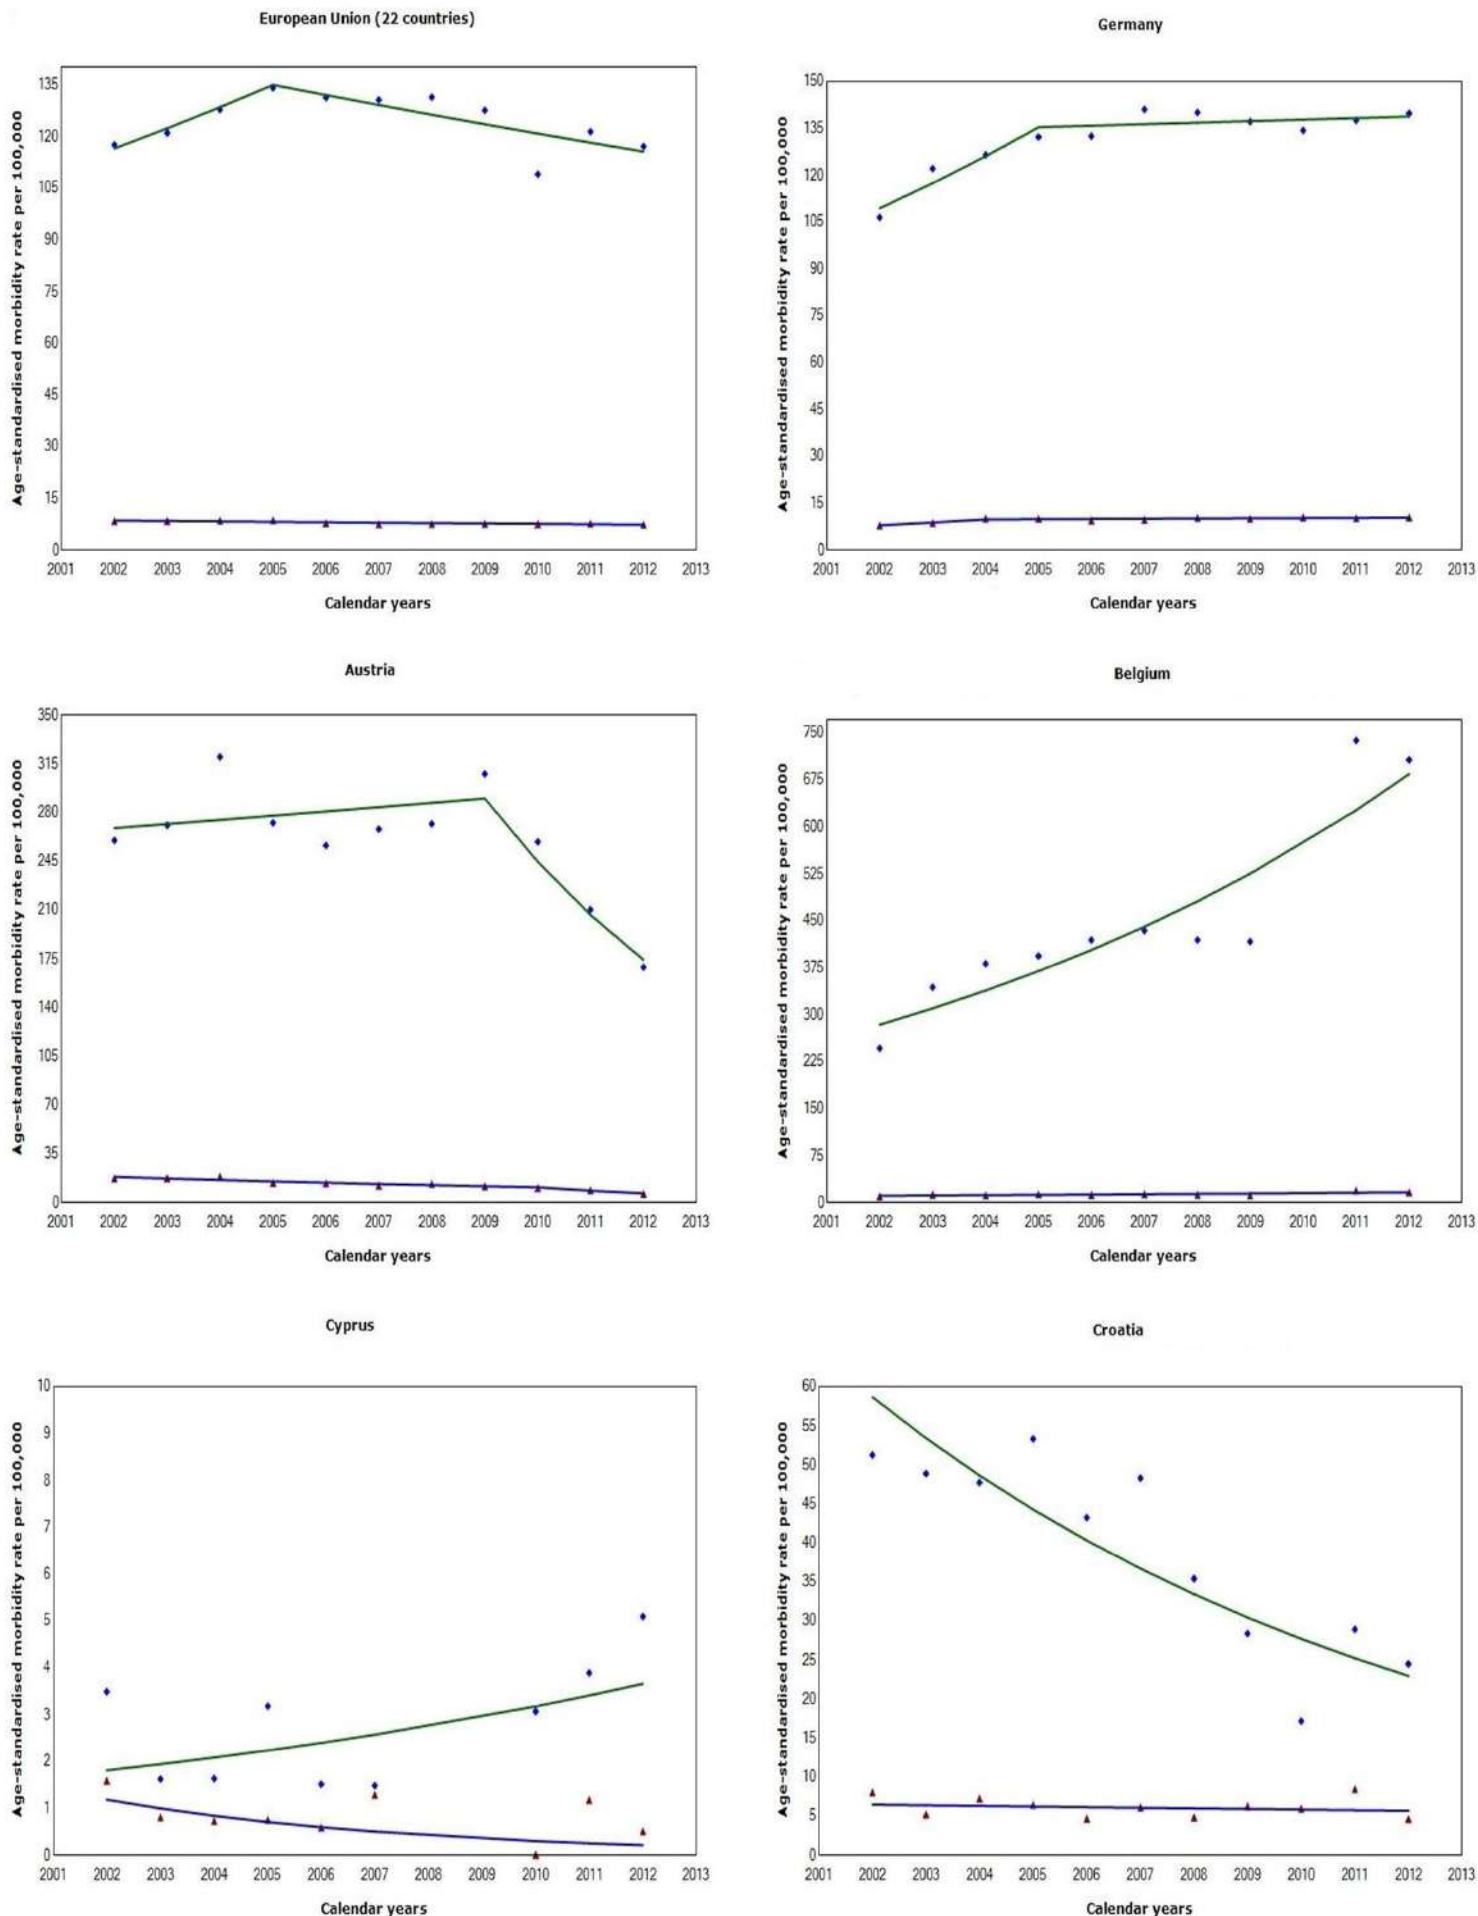 European Union (22 countries)
Age-standardised morbidity rate per 100,000
135
120
105
90
75
60
45
30
15
0
2001 2002 2003 2004 2005 2006 2007 2008 2009 2010 2011 2012 2013
Calendar years
Germany
Age-standardised morbidity rate per 100,000
150
135
120
105
90
75
60
45
30
15
0
2001 2002 2003 2004 2005 2006 2007 2008 2009 2010 2011 2012 2013
Calendar years
Austria
Age-standardised morbidity rate per 100,000
350
315
280
245
210
175
140
105
70
35
0
2001 2002 2003 2004 2005 2006 2007 2008 2009 2010 2011 2012 2013
Calendar years
Belgium
Age-standardised morbidity rate per 100,000
750
675
600
525
450
375
300
225
150
75
0
2001 2002 2003 2004 2005 2006 2007 2008 2009 2010 2011 2012 2013
Calendar years
Cyprus
Age-standardised morbidity rate per 100,000
10
9
8
7
6
5
4
3
2
1
0
2001 2002 2003 2004 2005 2006 2007 2008 2009 2010 2011 2012 2013
Calendar years
Croatia
Age-standardised morbidity rate per 100,000
60
55
50
45
40
35
30
25
20
15
10
5
0
2001 2002 2003 2004 2005 2006 2007 2008 2009 2010 2011 2012 2013
Calendar years